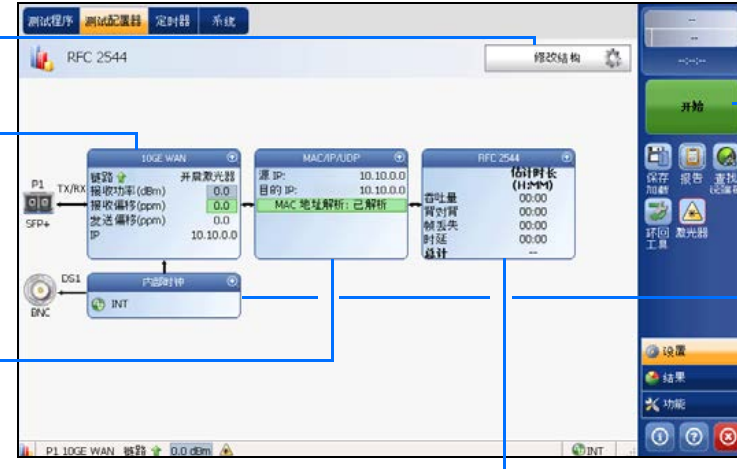 测试程序 测试配置器 定时器 系统
RFC 2544
修改结构
--
--
--:--:--
开始
保存
加载
报告
环回
工具
激光器
10GE WAN
链路 开启激光器
接收功率(dBm) 0.0
接收偏移(ppm) 0.0
发送偏移(ppm) 0.0
IP 10.10.0.0
P1
TX/RX
SFP+
MAC/IP/UDP
源 IP: 10.10.0.0
目的 IP: 10.10.0.0
MAC 地址解析: 已解析
RFC 2544
估计时长
(H:MM)
吞吐量 00:00
背对背 00:00
帧丢失 00:00
时延 00:00
总计 --
DS1
BNC
内部时钟
INT
设置
结果
功能
P1 10GE WAN 链路 0.0 dBm
INT